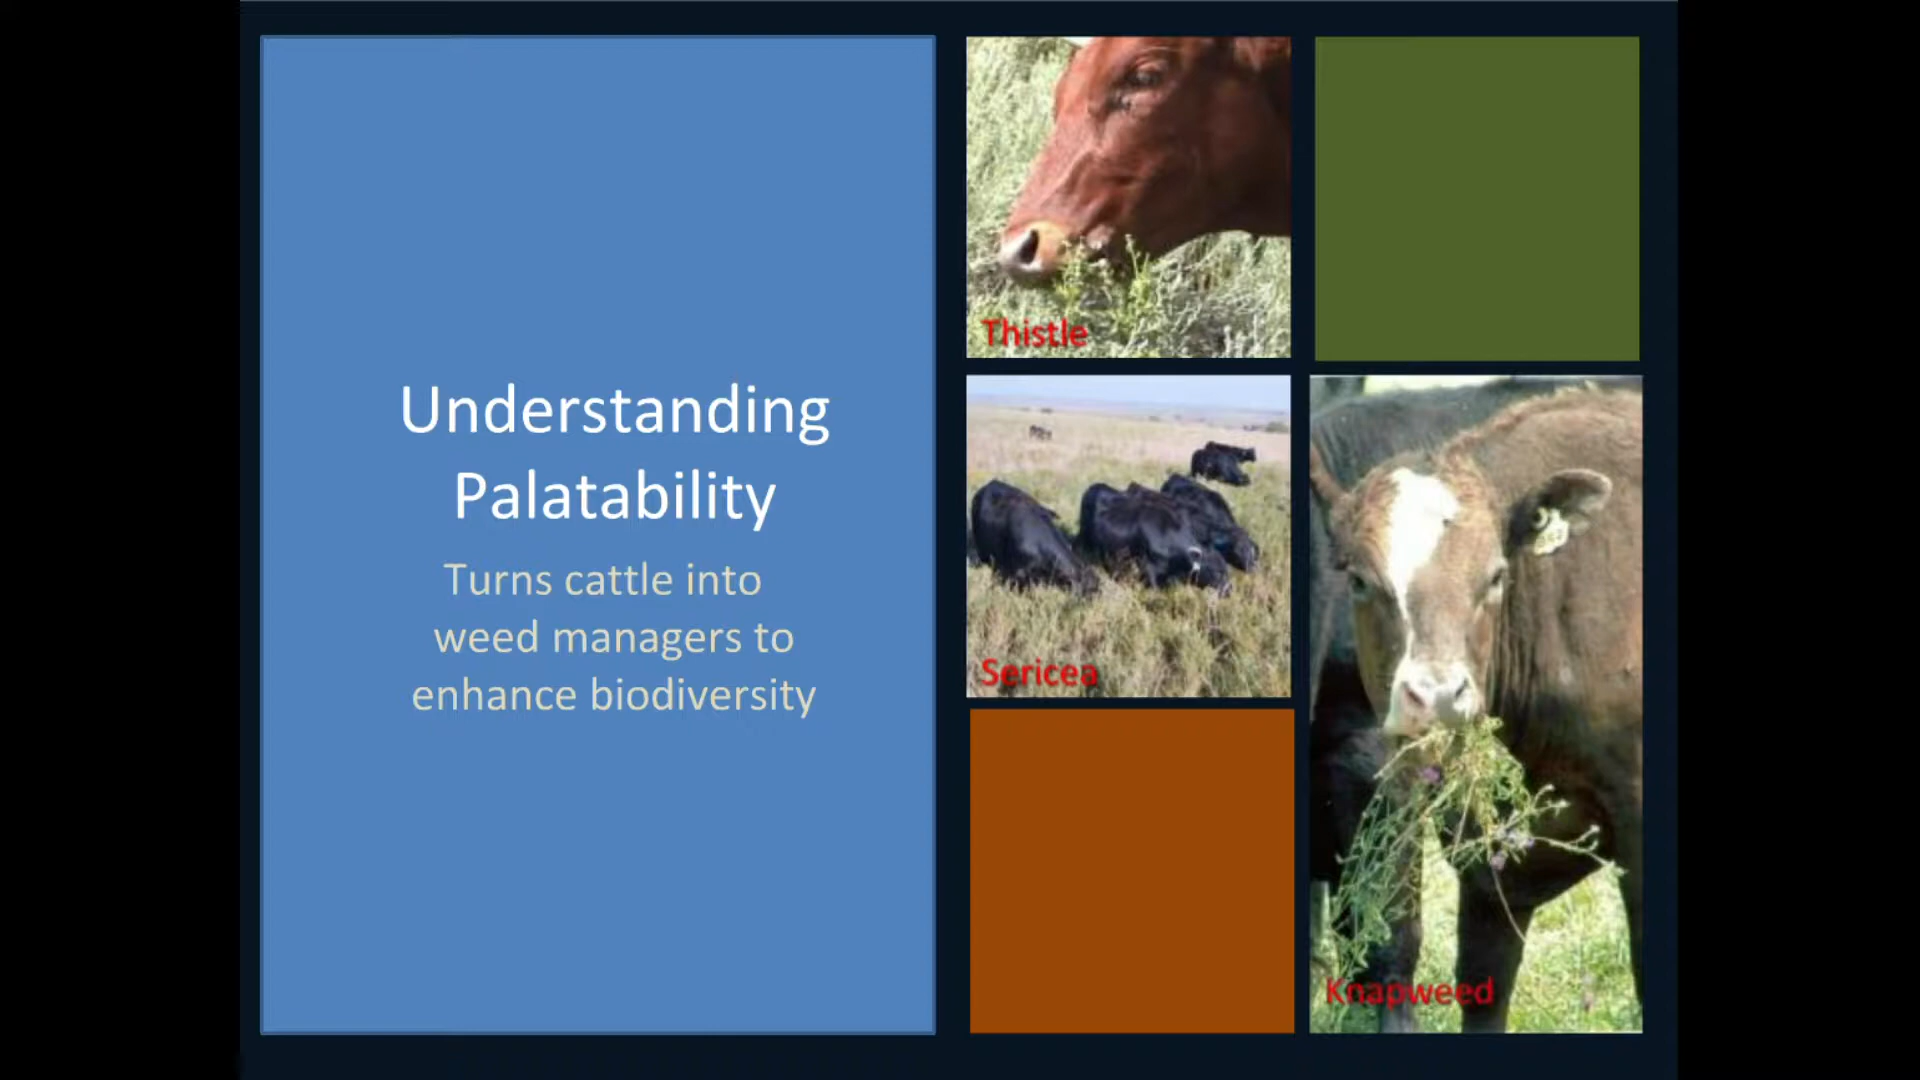 Understanding
Palatability
Turns cattle into
weed managers to
enhance biodiversity
Thistle
Sericea
Knapweed